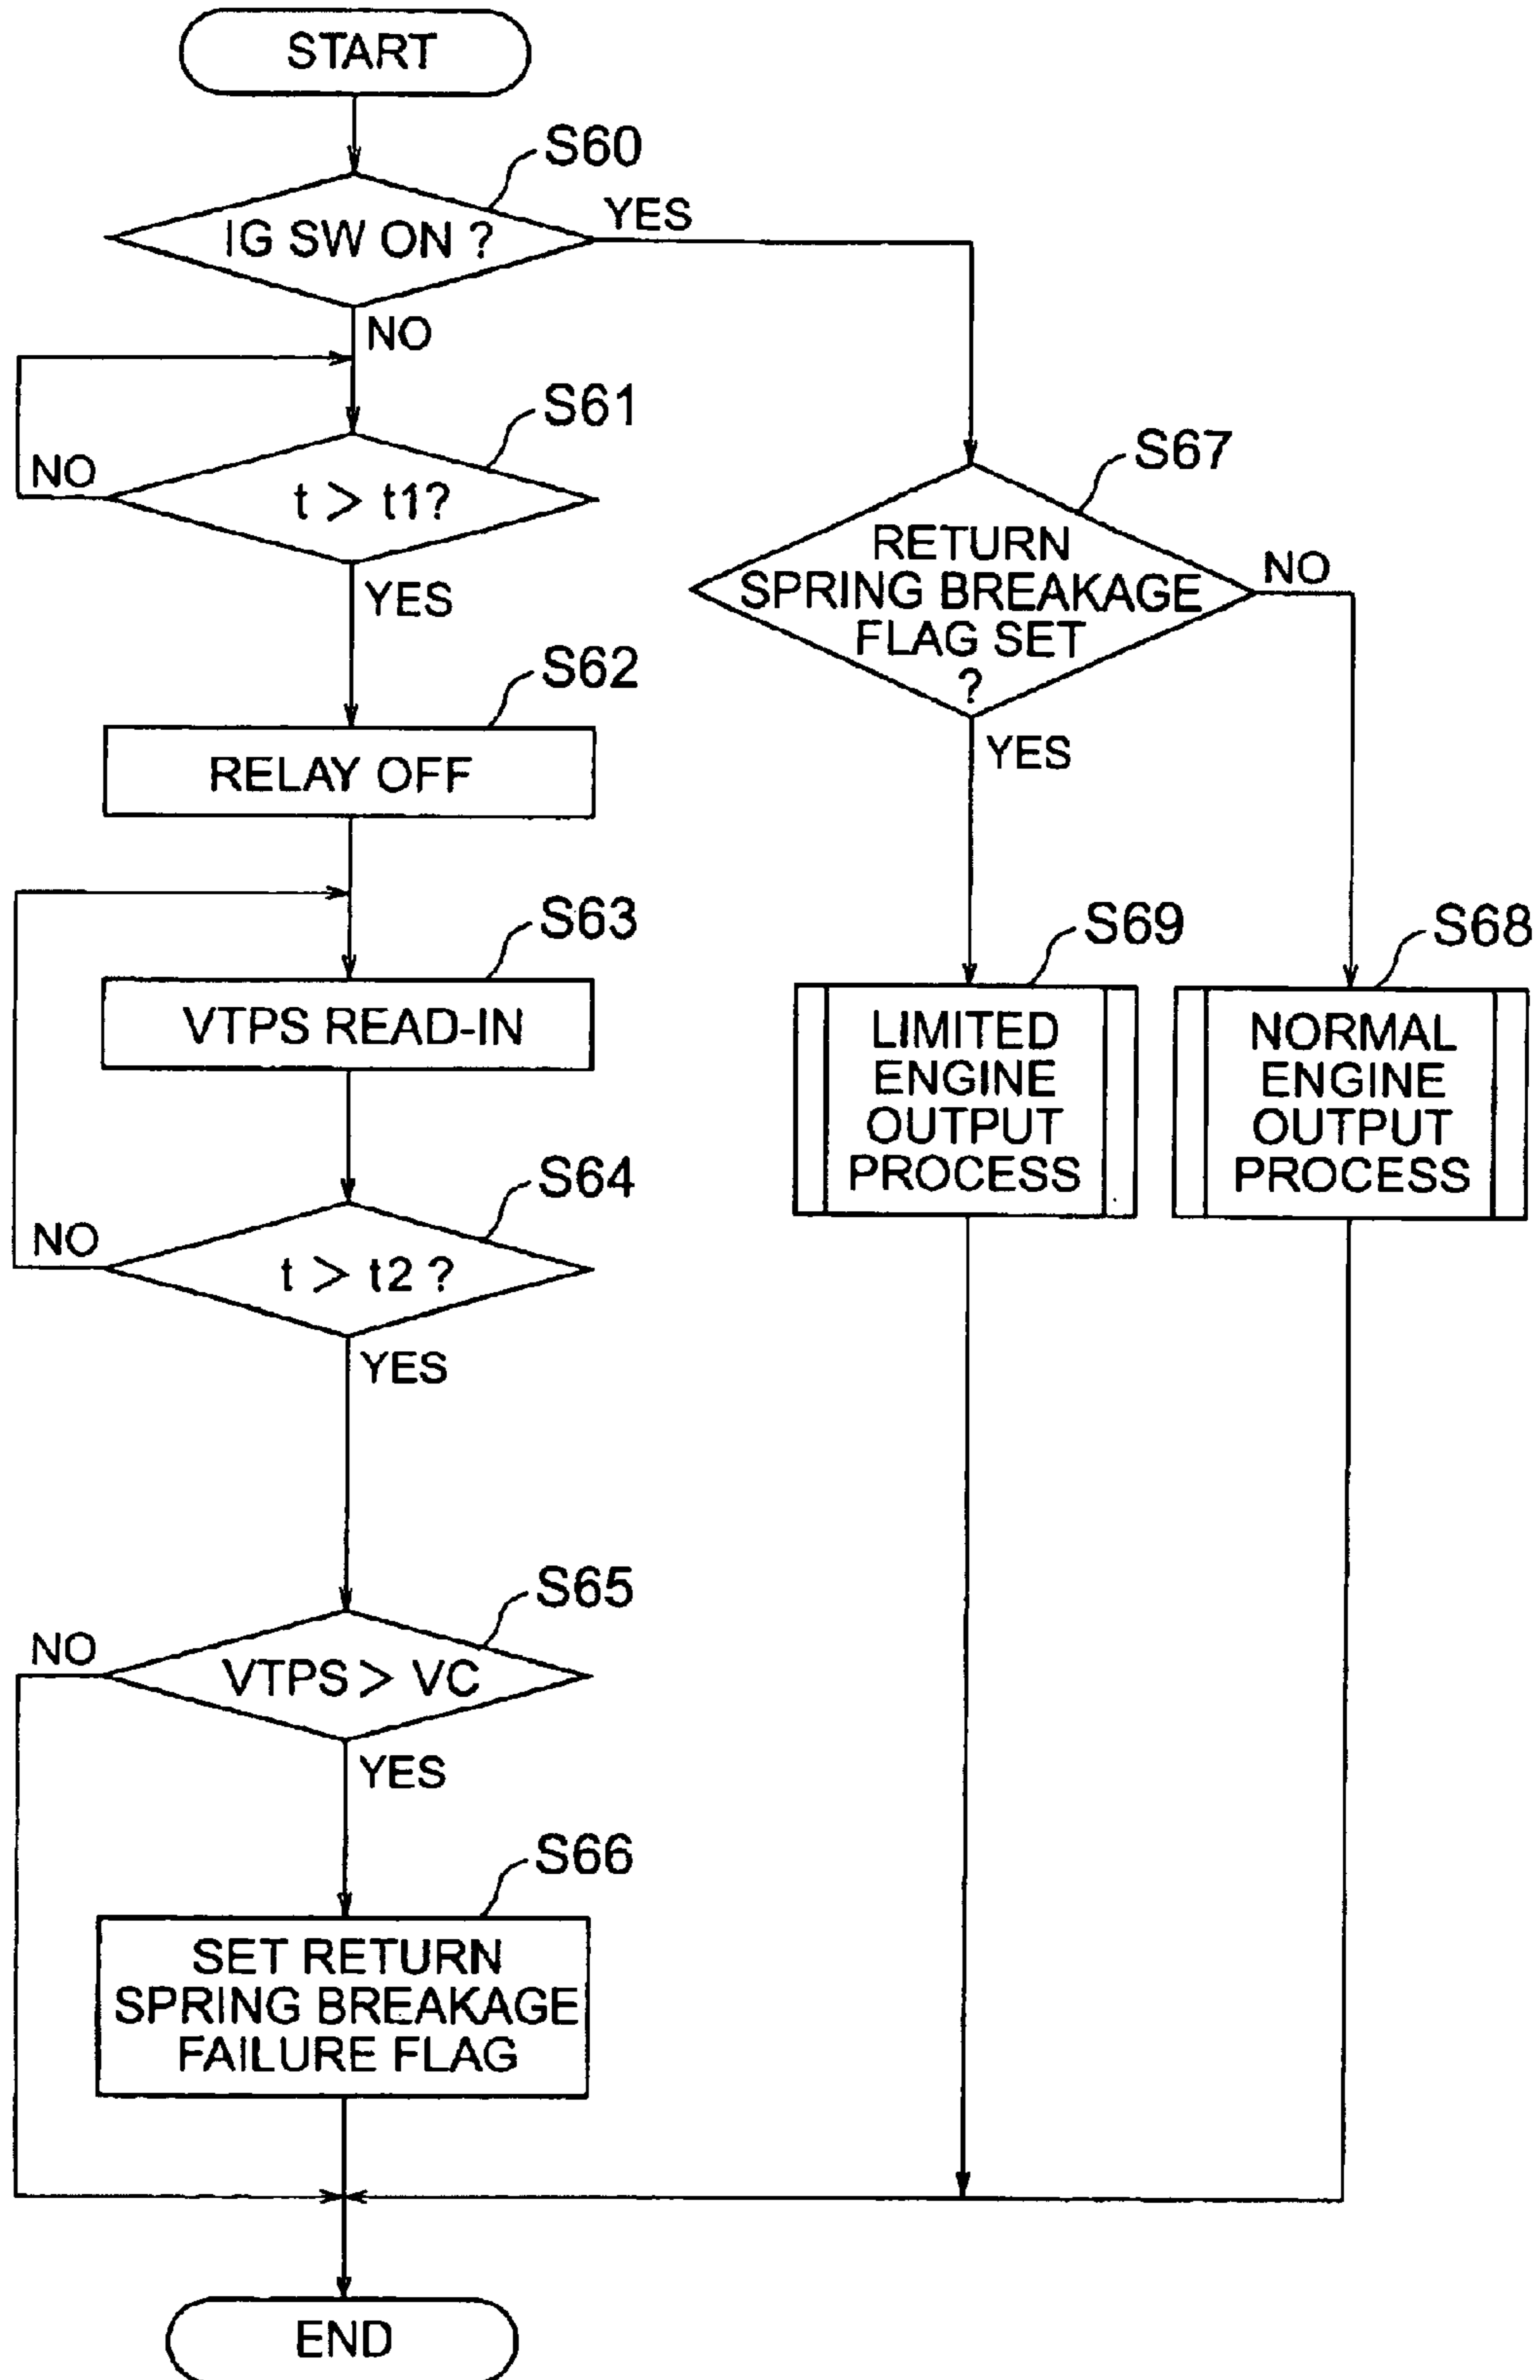 START
S60
IG SW ON ?
YES
NO
S61
NO
t > t1?
YES
S67
RETURN
SPRING BREAKAGE
FLAG SET
?
NO
YES
S62
RELAY OFF
S63
VTPS READ-IN
S69
LIMITED
ENGINE
OUTPUT
PROCESS
S68
NORMAL
ENGINE
OUTPUT
PROCESS
S64
NO
t > t2 ?
YES
S65
NO
VTPS > VC
YES
S66
SET RETURN
SPRING BREAKAGE
FAILURE FLAG
END